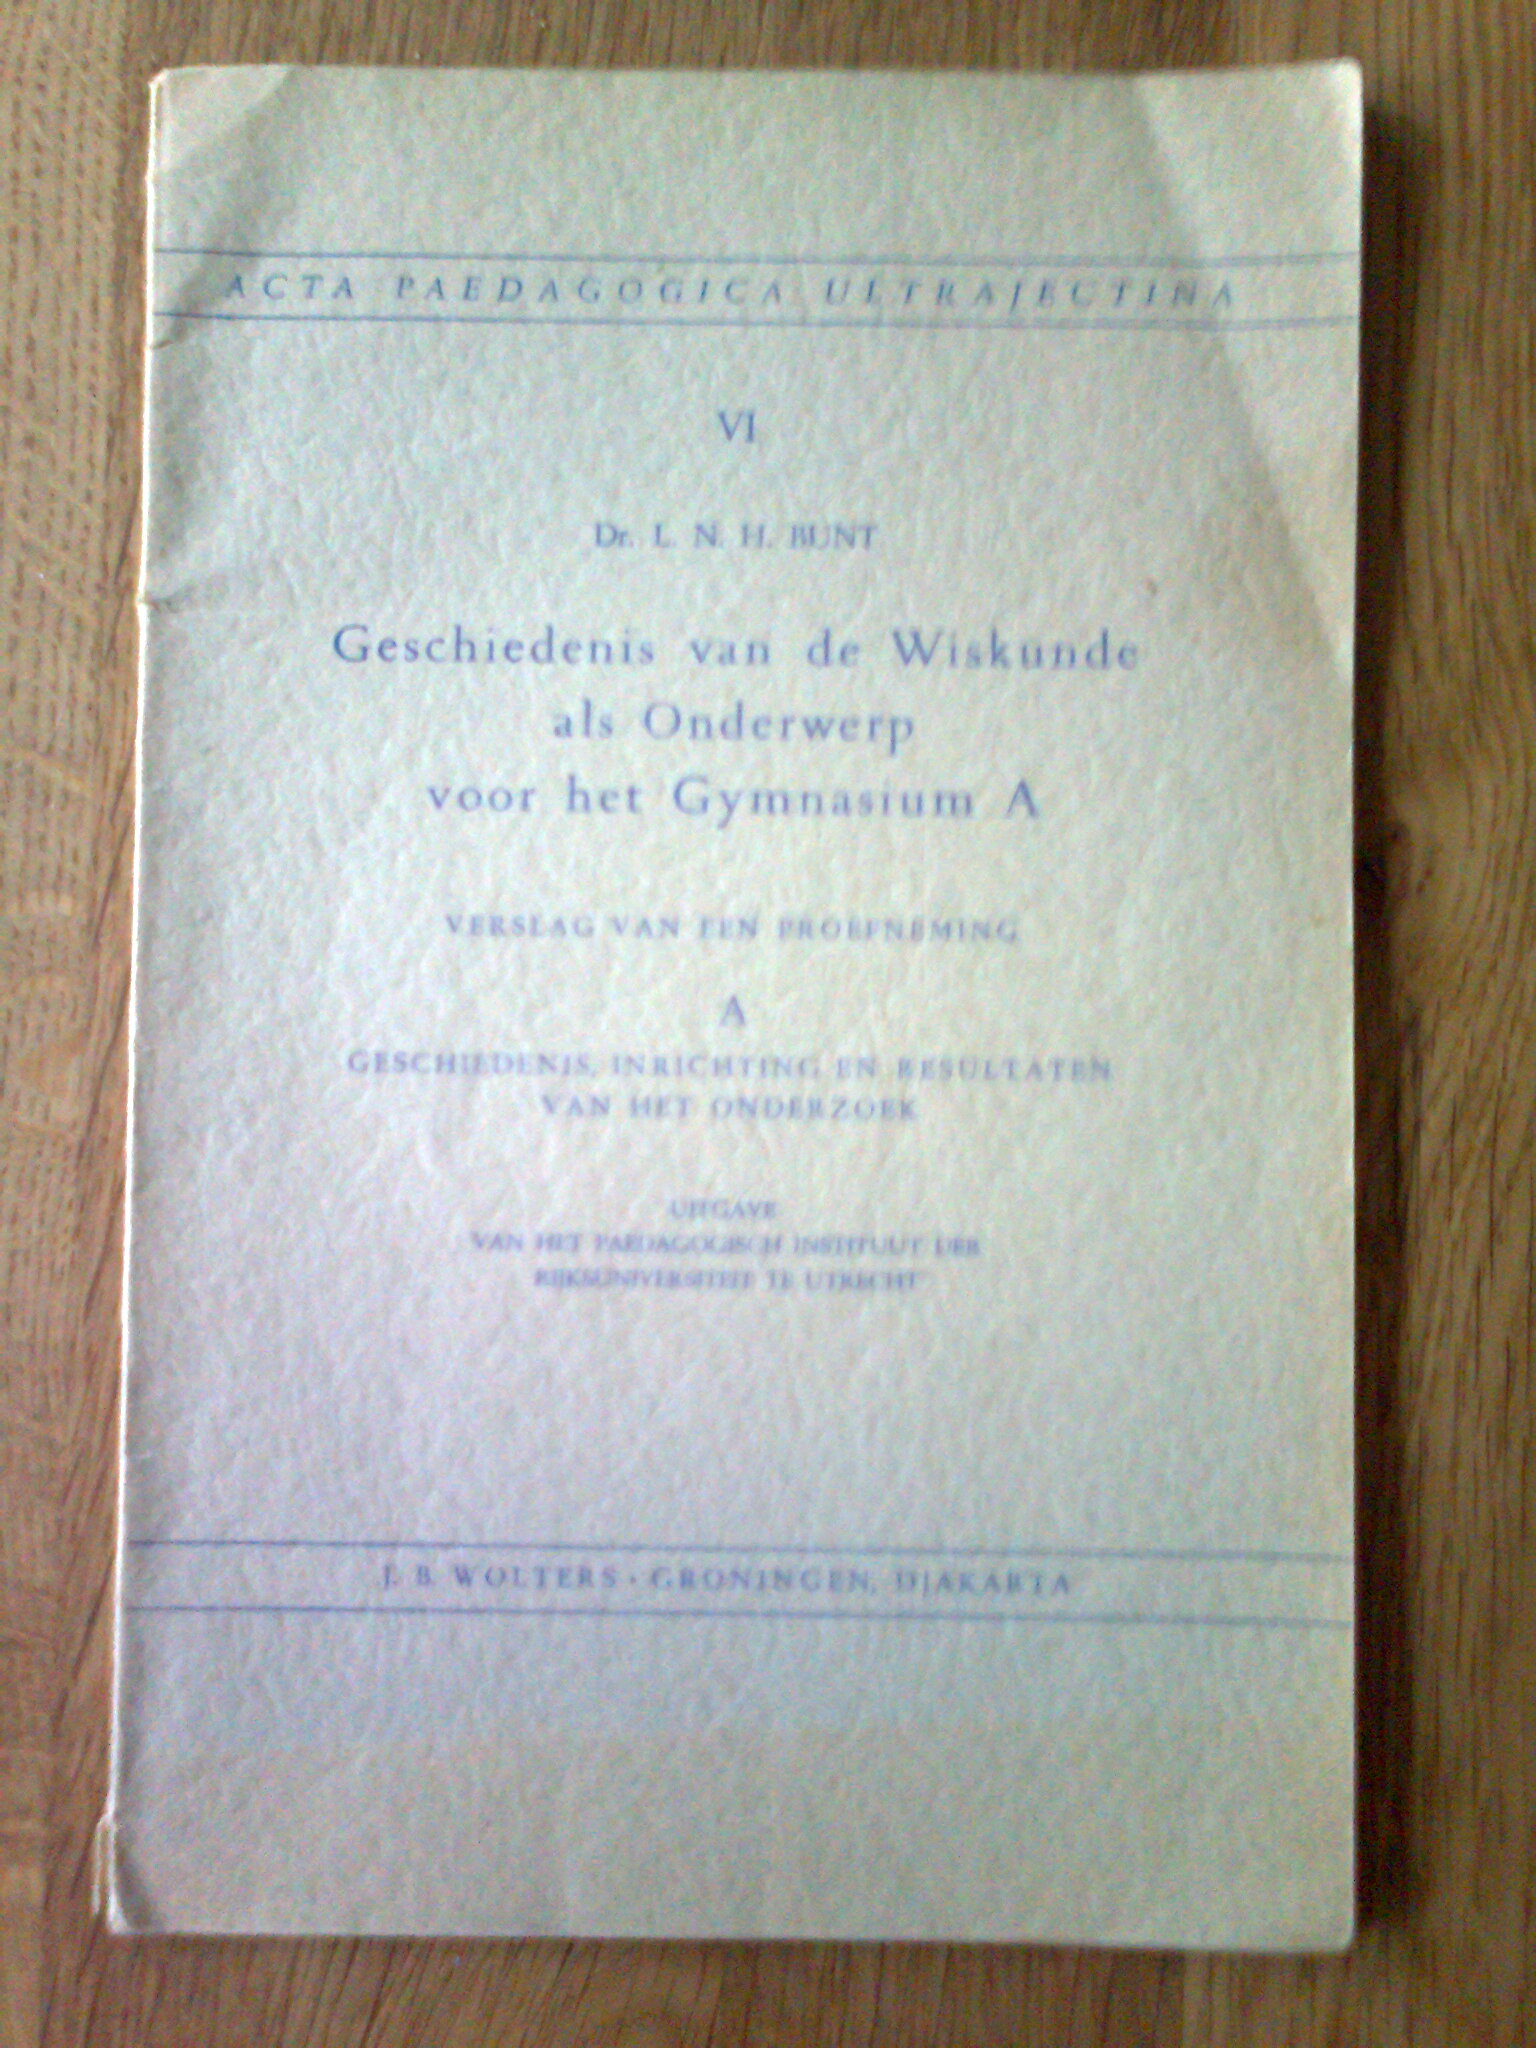 ACTA PAEDAGOGICA ULTRAJECTINA
VI
Dr. L. N. H. BUNT
Geschiedenis van de Wiskunde
als Onderwerp
voor het Gymnasium A
VERSLAG VAN EEN PROEFNEMING
A
GESCHIEDENIS, INRICHTING EN RESULTATEN
VAN HET ONDERZOEK
UITGAVE
VAN HET PAEDAGOGISCH INSTITUUT DER
RIJKSUNIVERSITEIT TE UTRECHT
J. B. WOLTERS · GRONINGEN, DJAKARTA